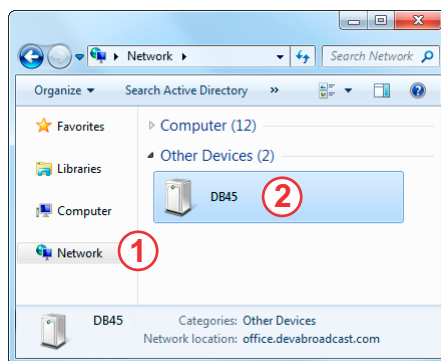 Network
Search Network
Organize
Search Active Directory
»
Favorites
Libraries
Computer
Network
1
Computer (12)
Other Devices (2)
DB45
2
DB45
Categories: Other Devices
Network location: office.devabroadcast.com